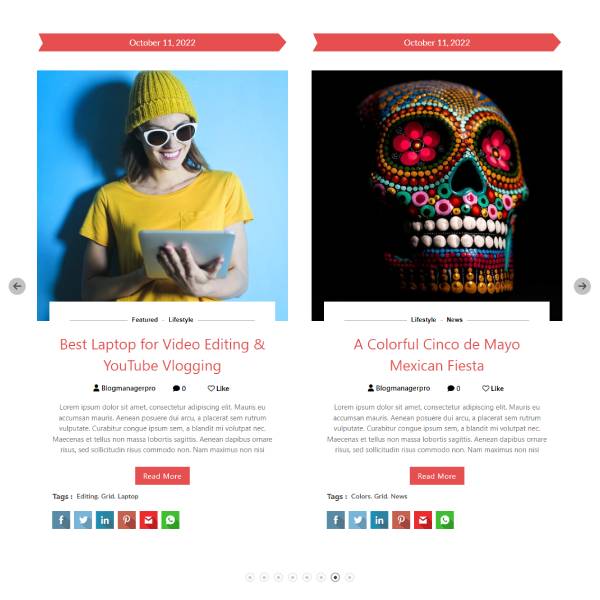 October 11, 2022
Featured - Lifestyle
Best Laptop for Video Editing &
YouTube Vlogging
Blogmanagerpro 0 Like
Lorem ipsum dolor sit amet, consectetur adipiscing elit. Mauris eu
accumsan mauris. Aenean posuere dui arcu, a placerat sem rutrum
vulputate. Curabitur congue ipsum sem, a blandit mi volutpat nec.
Maecenas et tellus non massa lobortis sagittis. Aenean dapibus ornare
risus, sed sollicitudin risus commodo non. Nam maximus non nisi
Read More
Tags : Editing, Grid, Laptop
October 11, 2022
Lifestyle - News
A Colorful Cinco de Mayo
Mexican Fiesta
Blogmanagerpro 0 Like
Lorem ipsum dolor sit amet, consectetur adipiscing elit. Mauris eu
accumsan mauris. Aenean posuere dui arcu, a placerat sem rutrum
vulputate. Curabitur congue ipsum sem, a blandit mi volutpat nec.
Maecenas et tellus non massa lobortis sagittis. Aenean dapibus ornare
risus, sed sollicitudin risus commodo non. Nam maximus non nisi
Read More
Tags : Colors, Grid, News